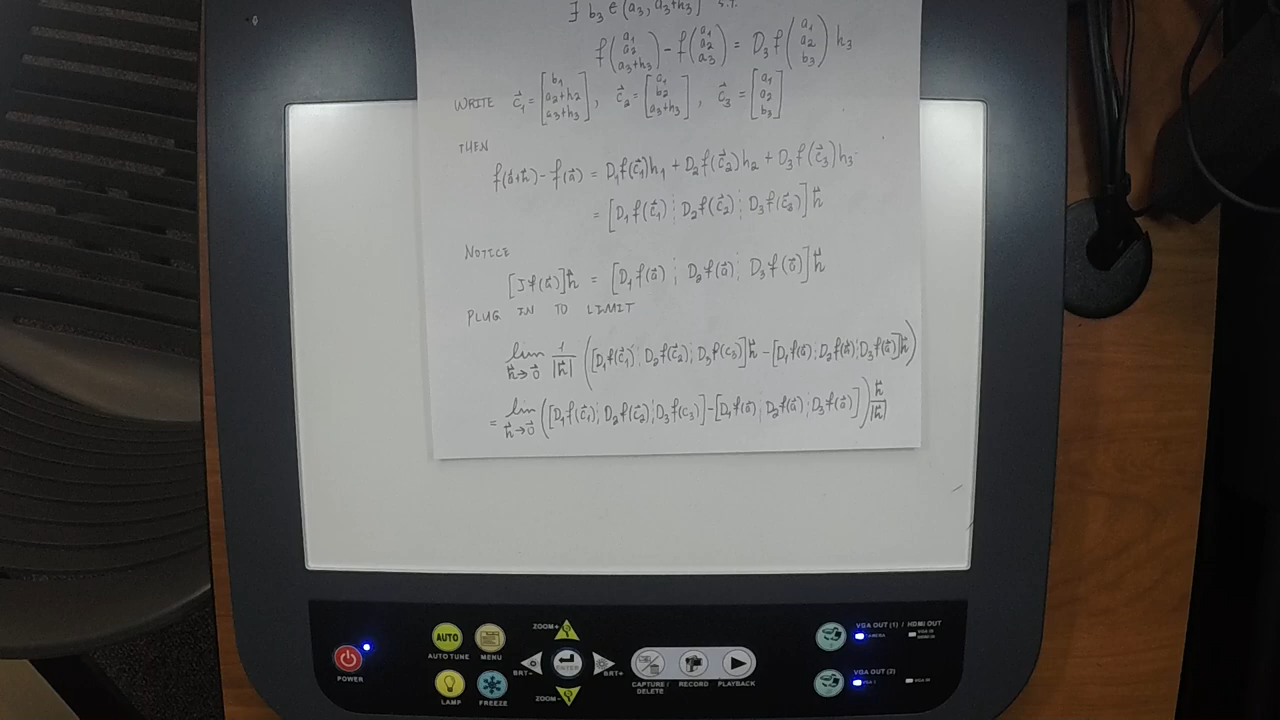 ∃ b₃ ∈ (a₃, a₃+h₃) s.t.
f(a₁ a₂ a₃+h₃) − f(a₁ a₂ a₃) = D₃ f(a₁ a₂ b₃) h₃
WRITE c⃗₁ = [b₁ a₂+h₂ a₃+h₃], c⃗₂ = [a₁ b₂ a₃+h₃], c⃗₃ = [a₁ a₂ b₃]
THEN
f(a⃗+h⃗) − f(a⃗) = D₁f(c⃗₁)h₁ + D₂f(c⃗₂)h₂ + D₃f(c⃗₃)h₃
= [D₁f(c⃗₁) ¦ D₂f(c⃗₂) ¦ D₃f(c⃗₃)] h⃗
NOTICE
[Jf(a⃗)]h⃗ = [D₁f(a⃗) ¦ D₂f(a⃗) ¦ D₃f(a⃗)] h⃗
PLUG IN TO LIMIT
lim h⃗→0⃗ 1/|h⃗| ([D₁f(c⃗₁) ¦ D₂f(c⃗₂) ¦ D₃f(c₃)]h⃗ − [D₁f(a⃗) ¦ D₂f(a⃗) ¦ D₃f(a⃗)]h⃗)
= lim h⃗→0⃗ ([D₁f(c⃗₁) ¦ D₂f(c⃗₂) ¦ D₃f(c₃)] − [D₁f(a⃗) ¦ D₂f(a⃗) ¦ D₃f(a⃗)]) h⃗/|h⃗|
POWER
AUTO
AUTO TUNE
MENU
LAMP
FREEZE
ZOOM+
BRT−
ENTER
BRT+
ZOOM−
CAPTURE / DELETE
RECORD
PLAYBACK
VGA OUT (1) / HDMI OUT
VGA OUT (2)